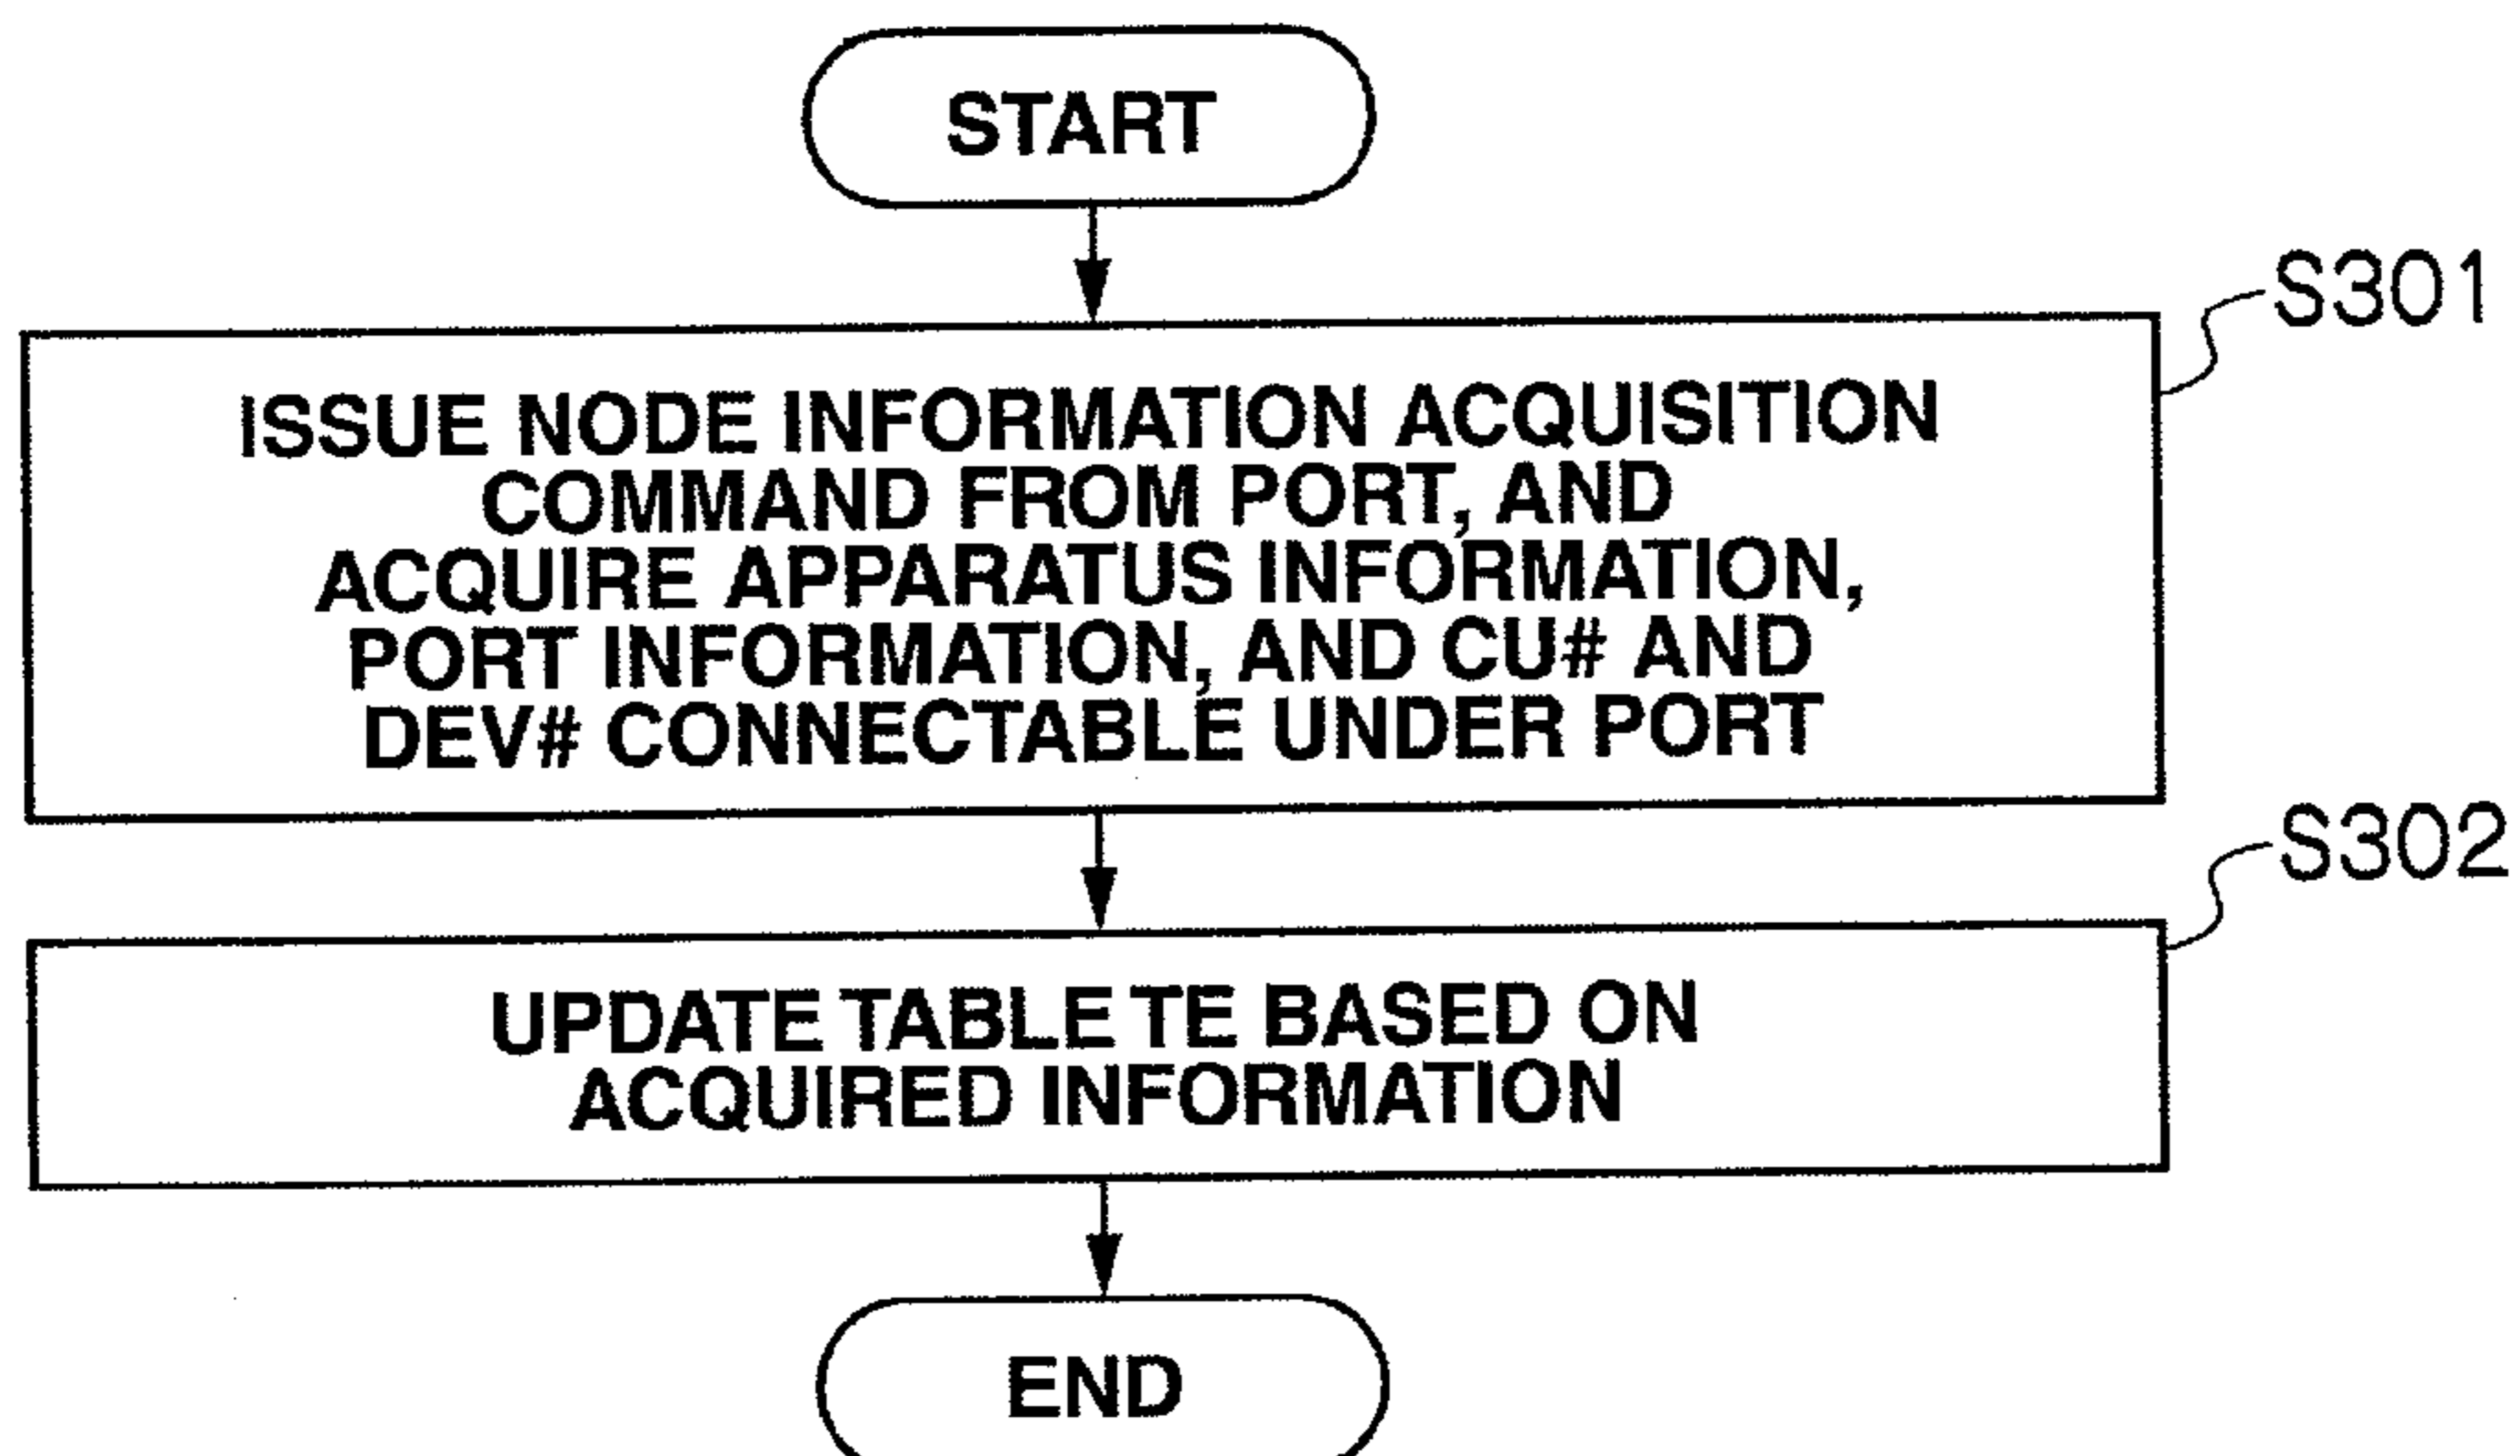 START
S301
ISSUE NODE INFORMATION ACQUISITION
COMMAND FROM PORT, AND
ACQUIRE APPARATUS INFORMATION,
PORT INFORMATION, AND CU# AND
DEV# CONNECTABLE UNDER PORT
S302
UPDATE TABLE TE BASED ON
ACQUIRED INFORMATION
END